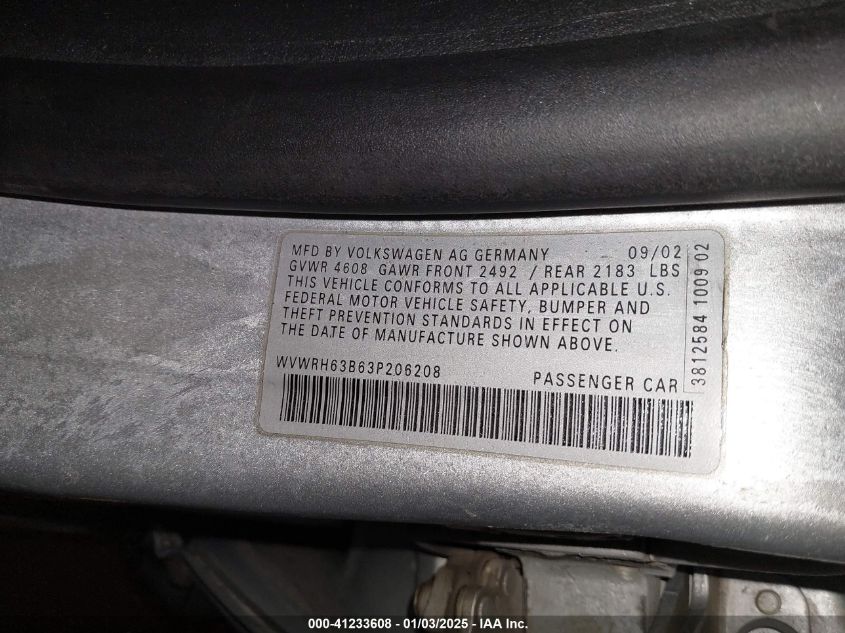 MFD BY VOLKSWAGEN AG GERMANY 09/02
GVWR 4608 GAWR FRONT 2492 / REAR 2183 LBS
THIS VEHICLE CONFORMS TO ALL APPLICABLE U.S.
FEDERAL MOTOR VEHICLE SAFETY, BUMPER AND
THEFT PREVENTION STANDARDS IN EFFECT ON
THE DATE OF MANUFACTURE SHOWN ABOVE.
WVWRH63B63P206208 PASSENGER CAR
3812584 1009 02
000-41233608 - 01/03/2025 - IAA Inc.